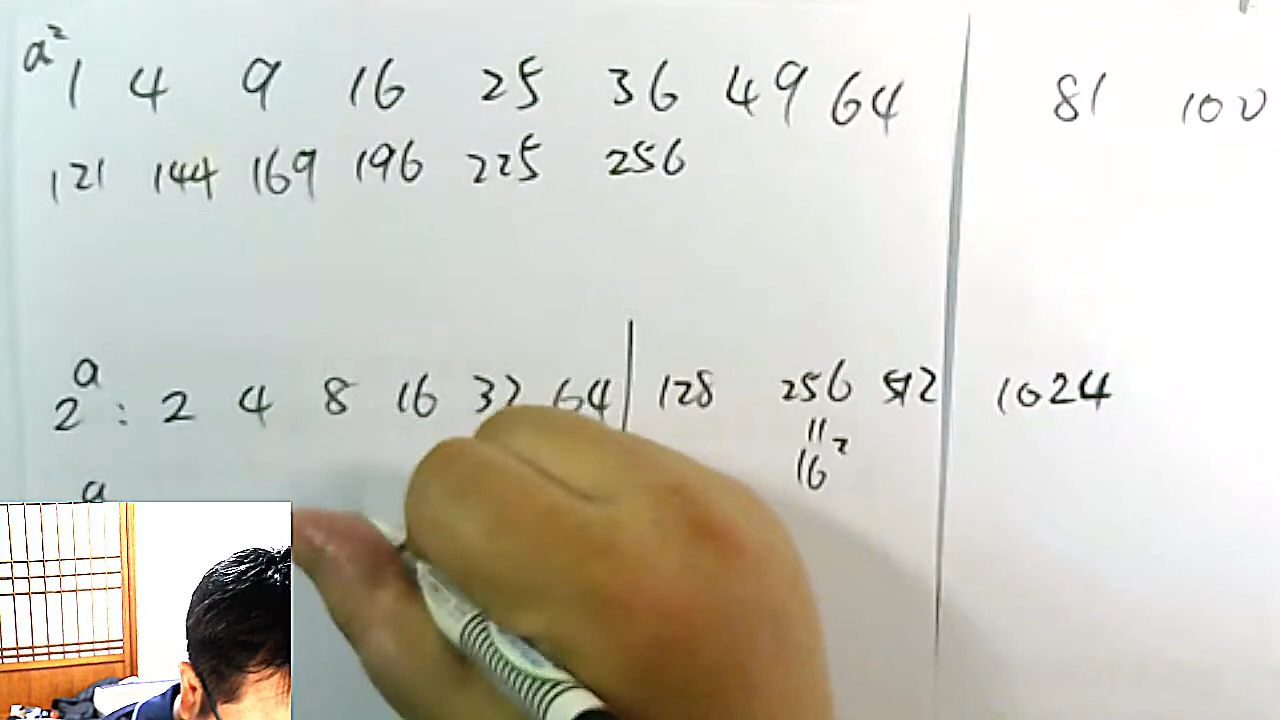 a² 1 4 9 16 25 36 49 64 81 100
121 144 169 196 225 256
2ᵃ : 2 4 8 16 32 64 128 256 512 1024
11
16²
a